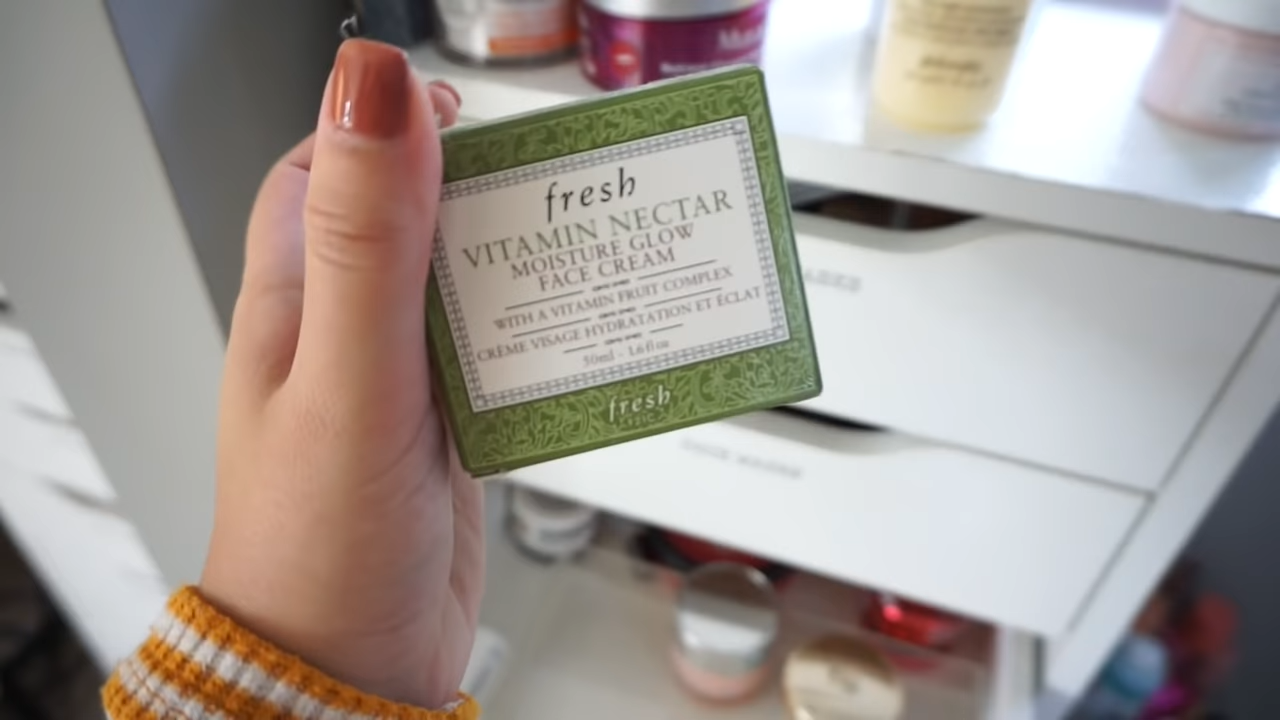 fresh
VITAMIN NECTAR
MOISTURE GLOW
FACE CREAM
WITH A VITAMIN FRUIT COMPLEX
CRÈME VISAGE HYDRATATION ET ÉCLAT
50ml - 1.6 fl oz
fresh